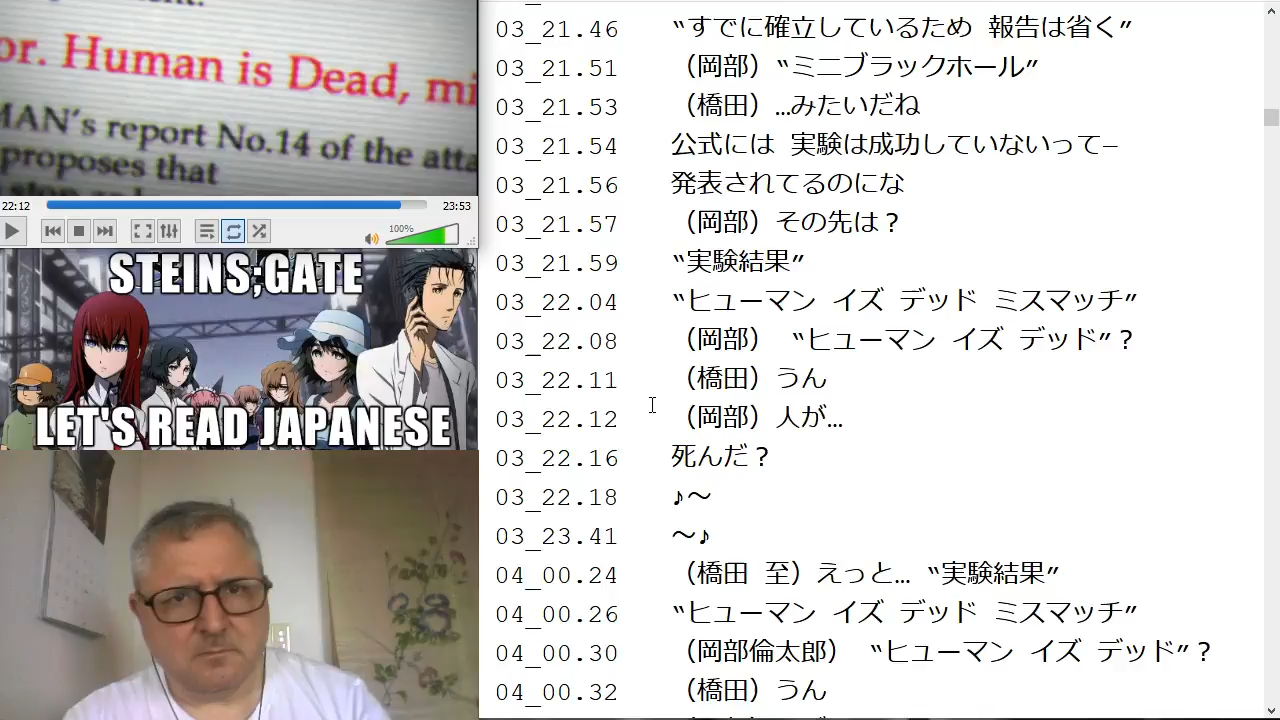 or. Human is Dead, mi
MAN's report No.14 of the atta
proposes that
22:12
23:53
100%
STEINS;GATE
LET'S READ JAPANESE
03_21.46 “すでに確立しているため 報告は省く”
03_21.51 （岡部）“ミニブラックホール”
03_21.53 （橋田）…みたいだね
03_21.54 公式には 実験は成功していないって―
03_21.56 発表されてるのにな
03_21.57 （岡部）その先は？
03_21.59 “実験結果”
03_22.04 “ヒューマン イズ デッド ミスマッチ”
03_22.08 （岡部） “ヒューマン イズ デッド”？
03_22.11 （橋田）うん
03_22.12 （岡部）人が…
03_22.16 死んだ？
03_22.18 ♪～
03_23.41 ～♪
04_00.24 （橋田 至）えっと… “実験結果”
04_00.26 “ヒューマン イズ デッド ミスマッチ”
04_00.30 （岡部倫太郎） “ヒューマン イズ デッド”？
04_00.32 （橋田）うん